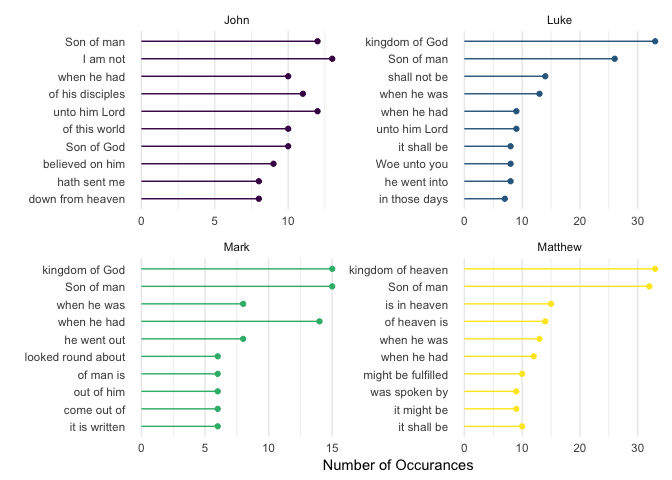 John
Son of man
I am not
when he had
of his disciples
unto him Lord
of this world
Son of God
believed on him
hath sent me
down from heaven
0 5 10
Luke
kingdom of God
Son of man
shall not be
when he was
when he had
unto him Lord
it shall be
Woe unto you
he went into
in those days
0 10 20 30
Mark
kingdom of God
Son of man
when he was
when he had
he went out
looked round about
of man is
out of him
come out of
it is written
0 5 10 15
Matthew
kingdom of heaven
Son of man
is in heaven
of heaven is
when he was
when he had
might be fulfilled
was spoken by
it might be
it shall be
0 10 20 30
Number of Occurances